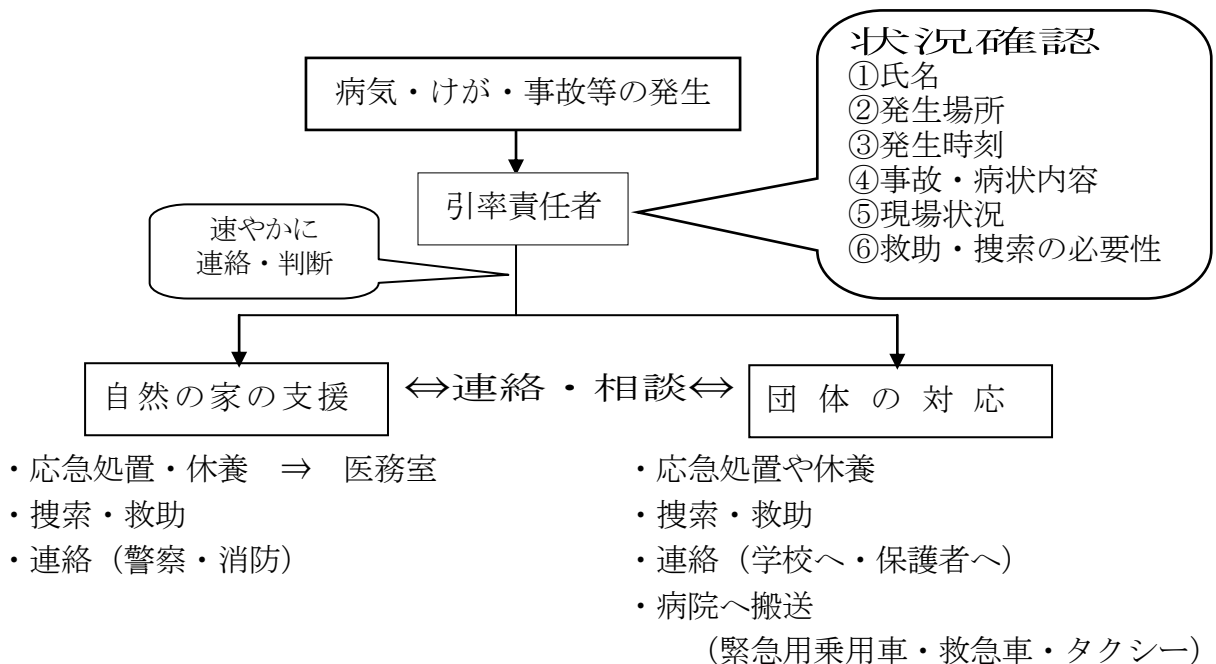 病気・けが・事故等の発生
状況確認
①氏名
②発生場所
③発生時刻
④事故・病状内容
⑤現場状況
⑥救助・捜索の必要性
引率責任者
速やかに
連絡・判断
自然の家の支援
⇔連絡・相談⇔
団体の対応
・応急処置・休養 ⇒ 医務室
・捜索・救助
・連絡（警察・消防）
・応急処置や休養
・捜索・救助
・連絡（学校へ・保護者へ）
・病院へ搬送
（緊急用乗用車・救急車・タクシー）